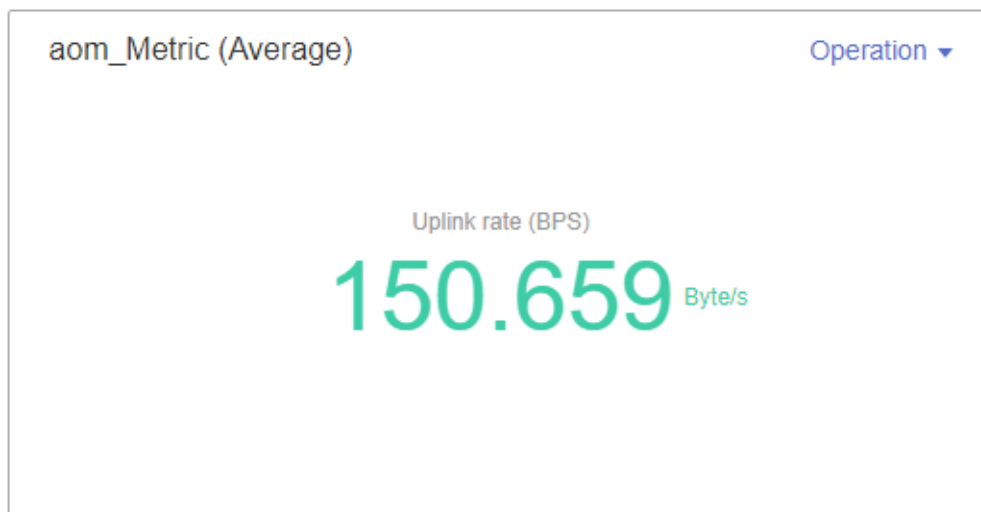 aom_Metric (Average)
Operation
Uplink rate (BPS)
150.659 Byte/s